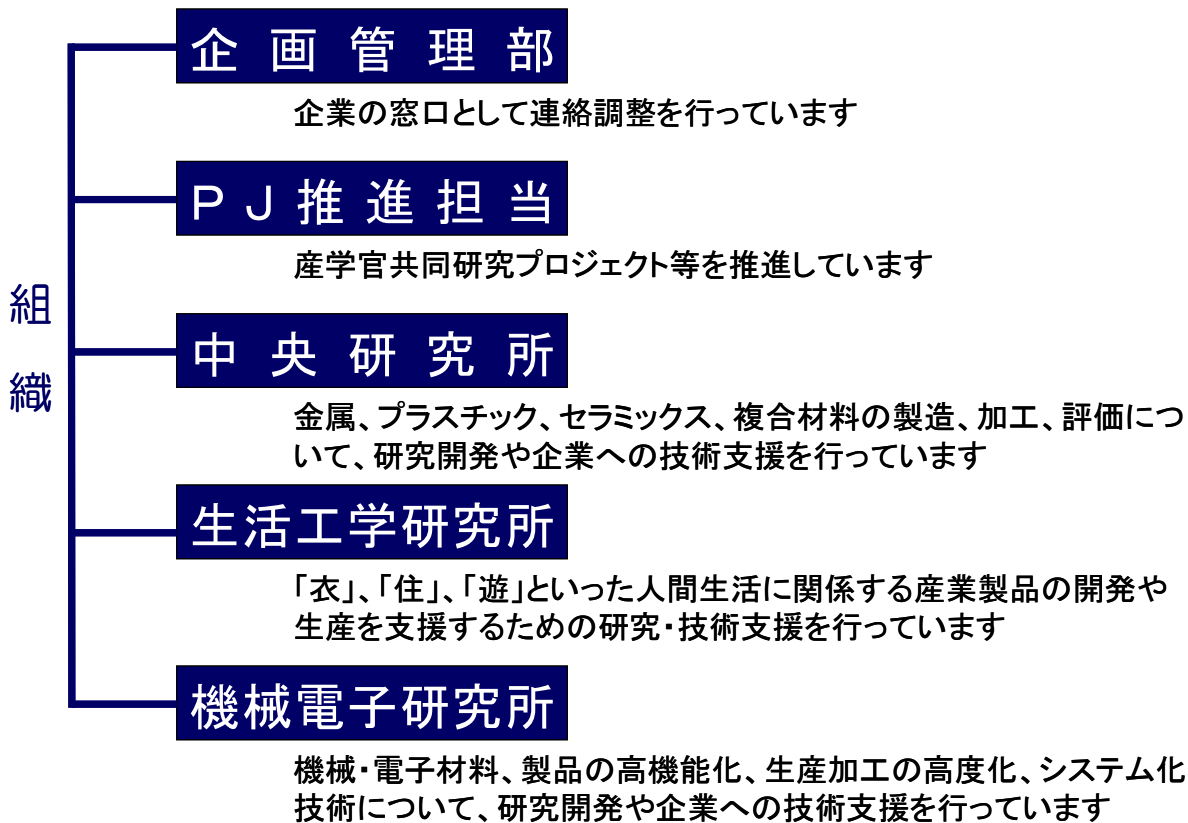 組織
企画管理部
企業の窓口として連絡調整を行っています
ＰＪ推進担当
産学官共同研究プロジェクト等を推進しています
中央研究所
金属、プラスチック、セラミックス、複合材料の製造、加工、評価につ
いて、研究開発や企業への技術支援を行っています
生活工学研究所
「衣」、「住」、「遊」といった人間生活に関係する産業製品の開発や
生産を支援するための研究・技術支援を行っています
機械電子研究所
機械・電子材料、製品の高機能化、生産加工の高度化、システム化
技術について、研究開発や企業への技術支援を行っています